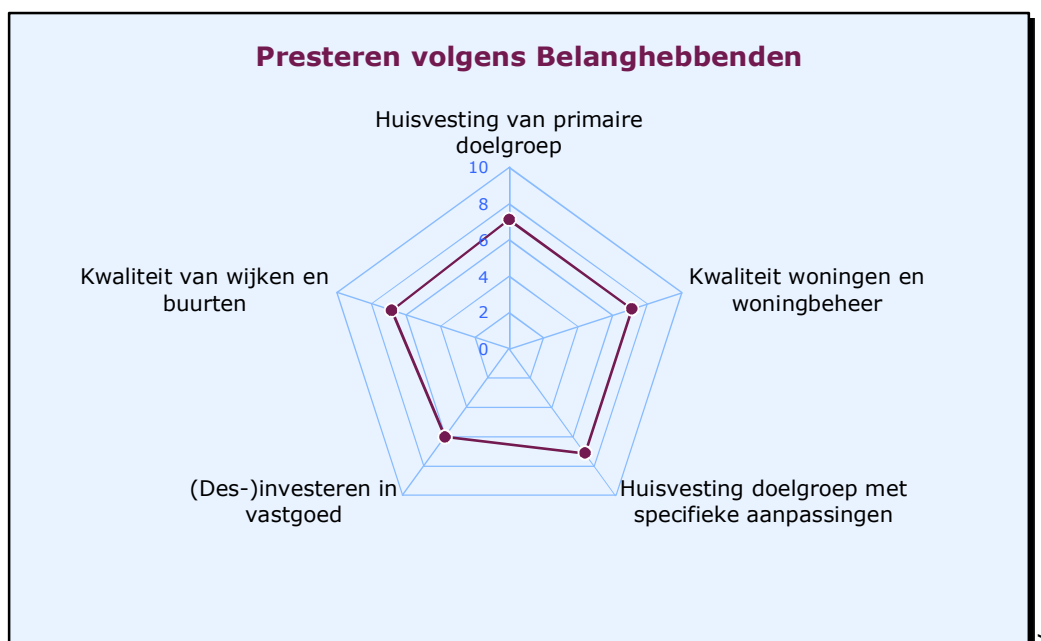 Presteren volgens Belanghebbenden
Huisvesting van primaire
doelgroep
10
8
6
4
2
0
Kwaliteit van wijken en
buurten
Kwaliteit woningen en
woningbeheer
(Des-)investeren in
vastgoed
Huisvesting doelgroep met
specifieke aanpassingen